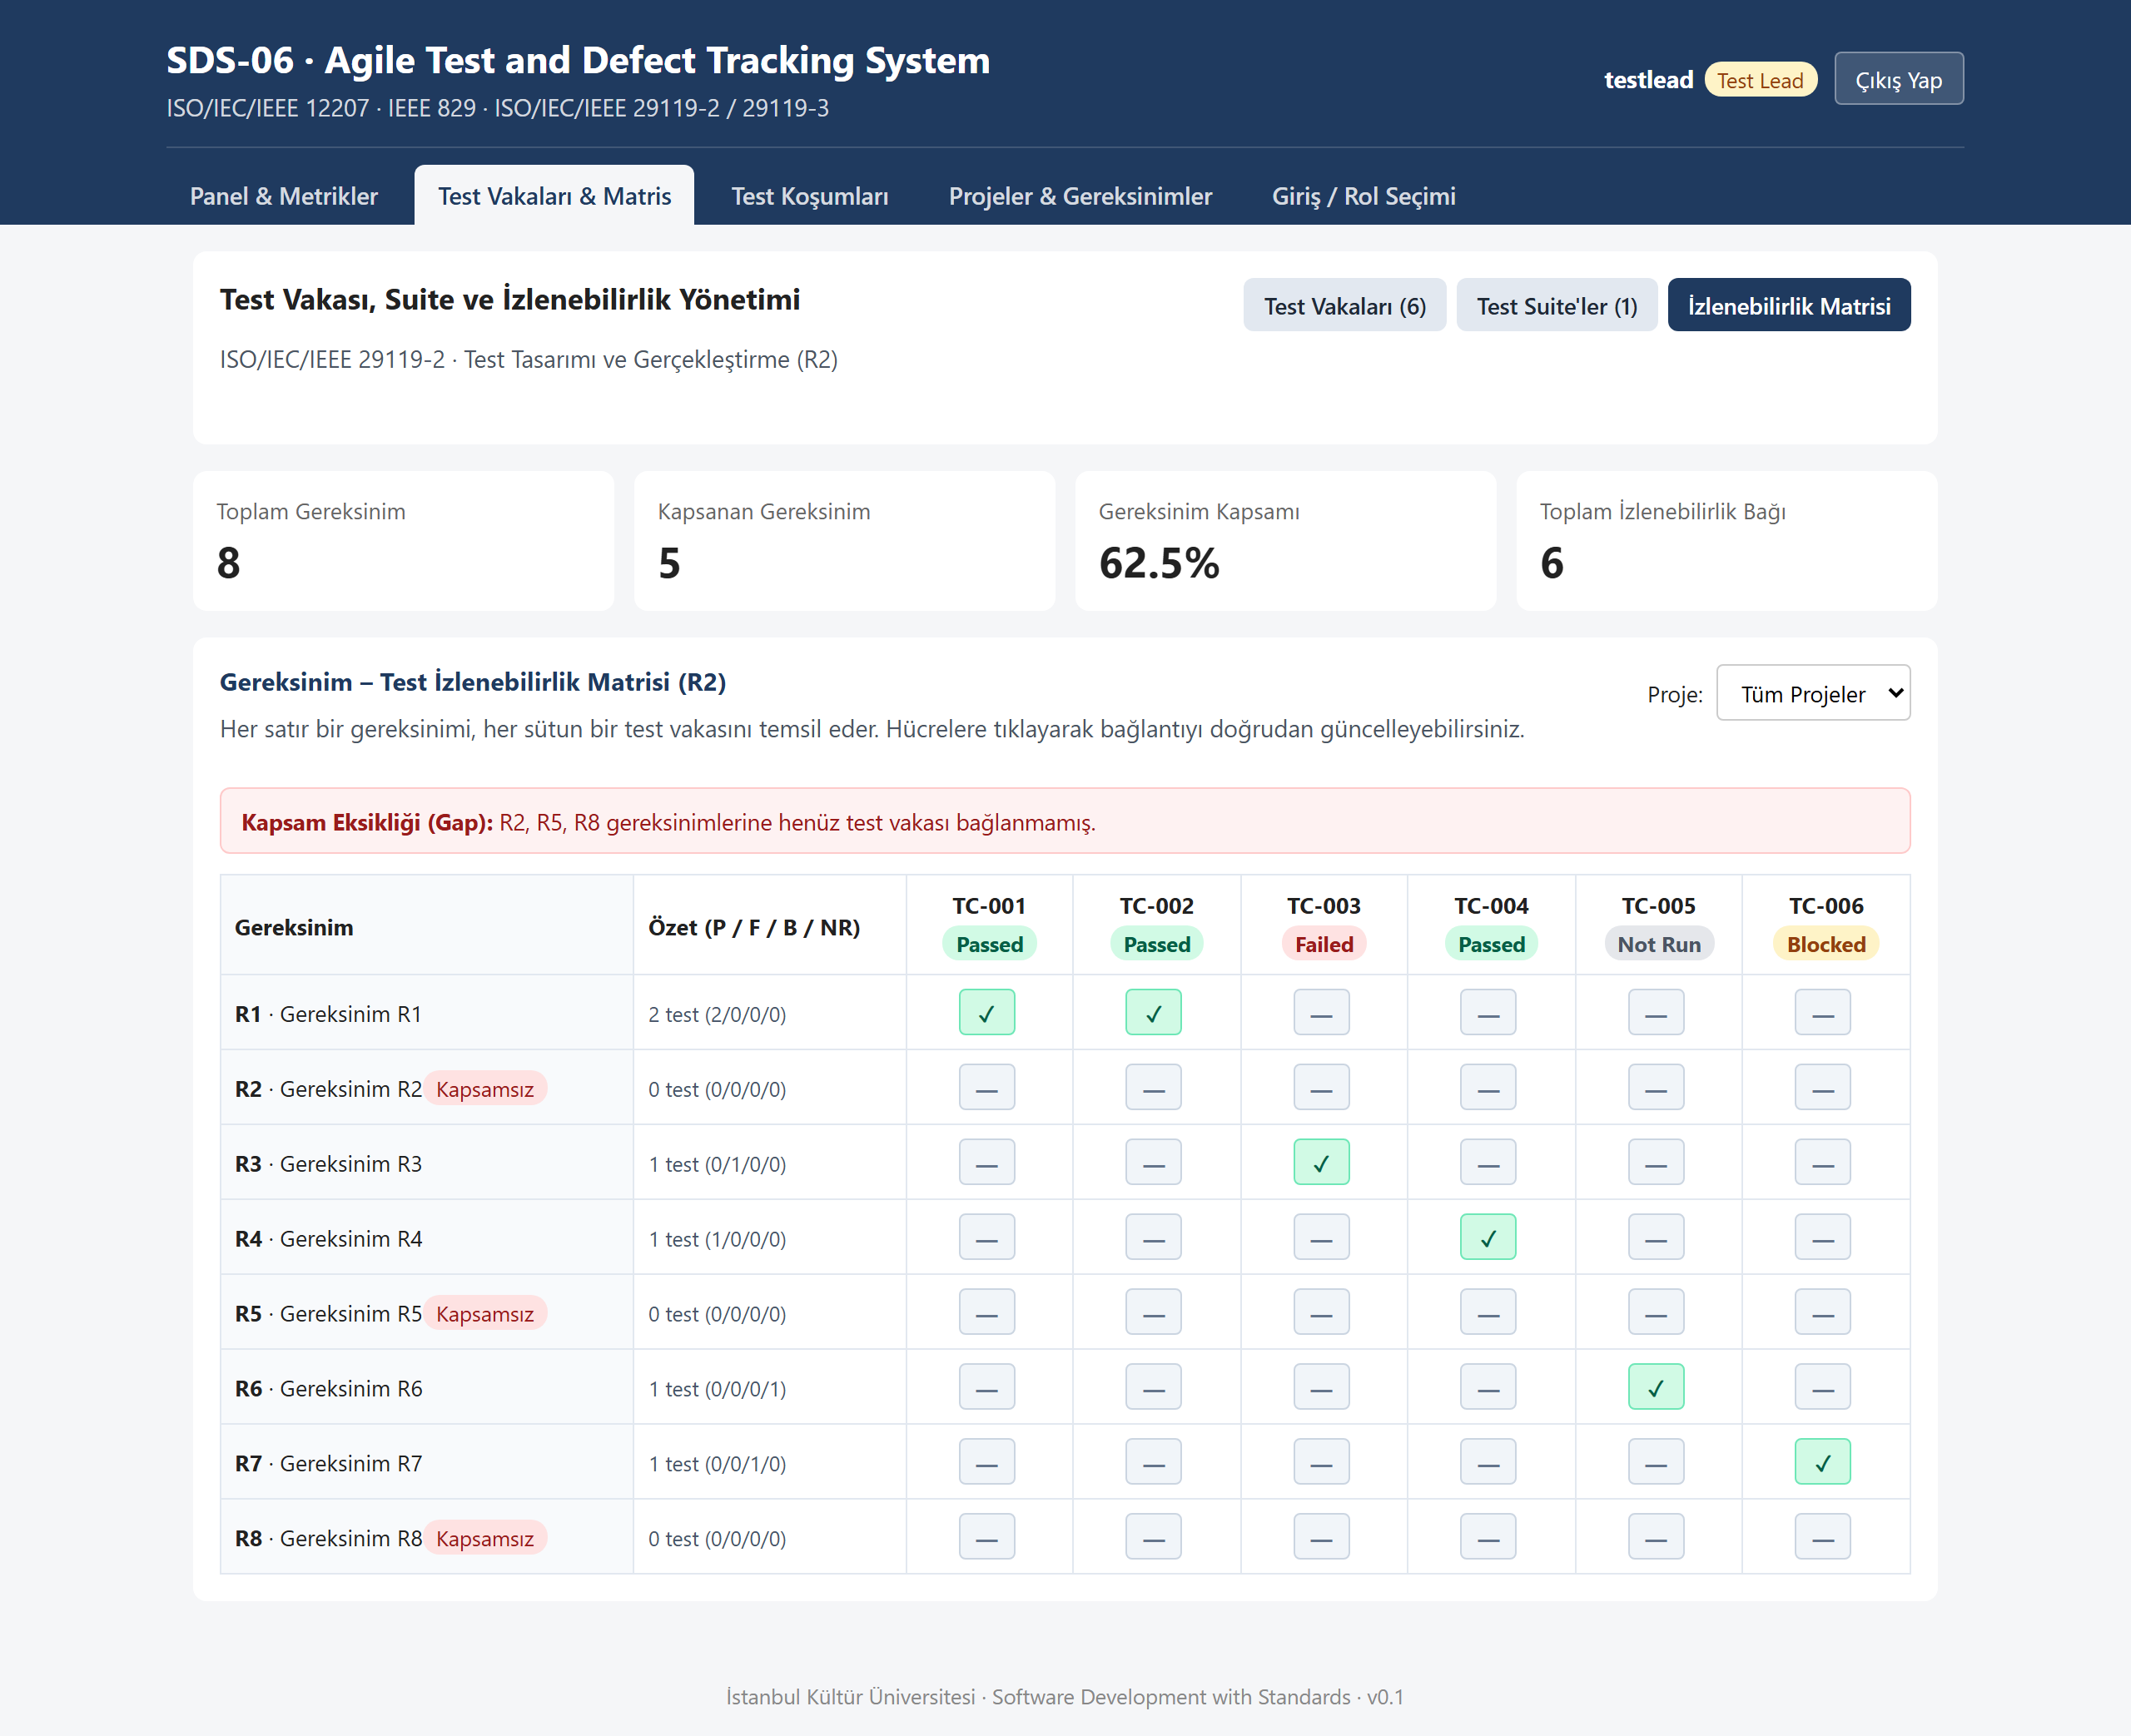 SDS-06 · Agile Test and Defect Tracking System
ISO/IEC/IEEE 12207 · IEEE 829 · ISO/IEC/IEEE 29119-2 / 29119-3
testlead Test Lead Çıkış Yap
Panel & Metrikler Test Vakaları & Matris Test Koşumları Projeler & Gereksinimler Giriş / Rol Seçimi
Test Vakası, Suite ve İzlenebilirlik Yönetimi
Test Vakaları (6) Test Suite'ler (1) İzlenebilirlik Matrisi
ISO/IEC/IEEE 29119-2 · Test Tasarımı ve Gerçekleştirme (R2)
Toplam Gereksinim
8
Kapsanan Gereksinim
5
Gereksinim Kapsamı
62.5%
Toplam İzlenebilirlik Bağı
6
Gereksinim – Test İzlenebilirlik Matrisi (R2)
Proje: Tüm Projeler
Her satır bir gereksinimi, her sütun bir test vakasını temsil eder. Hücrelere tıklayarak bağlantıyı doğrudan güncelleyebilirsiniz.
Kapsam Eksikliği (Gap): R2, R5, R8 gereksinimlerine henüz test vakası bağlanmamış.
Gereksinim Özet (P / F / B / NR) TC-001 TC-002 TC-003 TC-004 TC-005 TC-006
Passed Passed Failed Passed Not Run Blocked
R1 · Gereksinim R1 2 test (2/0/0/0) ✓ ✓ — — — —
R2 · Gereksinim R2 Kapsamsız 0 test (0/0/0/0) — — — — — —
R3 · Gereksinim R3 1 test (0/1/0/0) — — ✓ — — —
R4 · Gereksinim R4 1 test (1/0/0/0) — — — ✓ — —
R5 · Gereksinim R5 Kapsamsız 0 test (0/0/0/0) — — — — — —
R6 · Gereksinim R6 1 test (0/0/0/1) — — — — ✓ —
R7 · Gereksinim R7 1 test (0/0/1/0) — — — — — ✓
R8 · Gereksinim R8 Kapsamsız 0 test (0/0/0/0) — — — — — —
İstanbul Kültür Üniversitesi · Software Development with Standards · v0.1